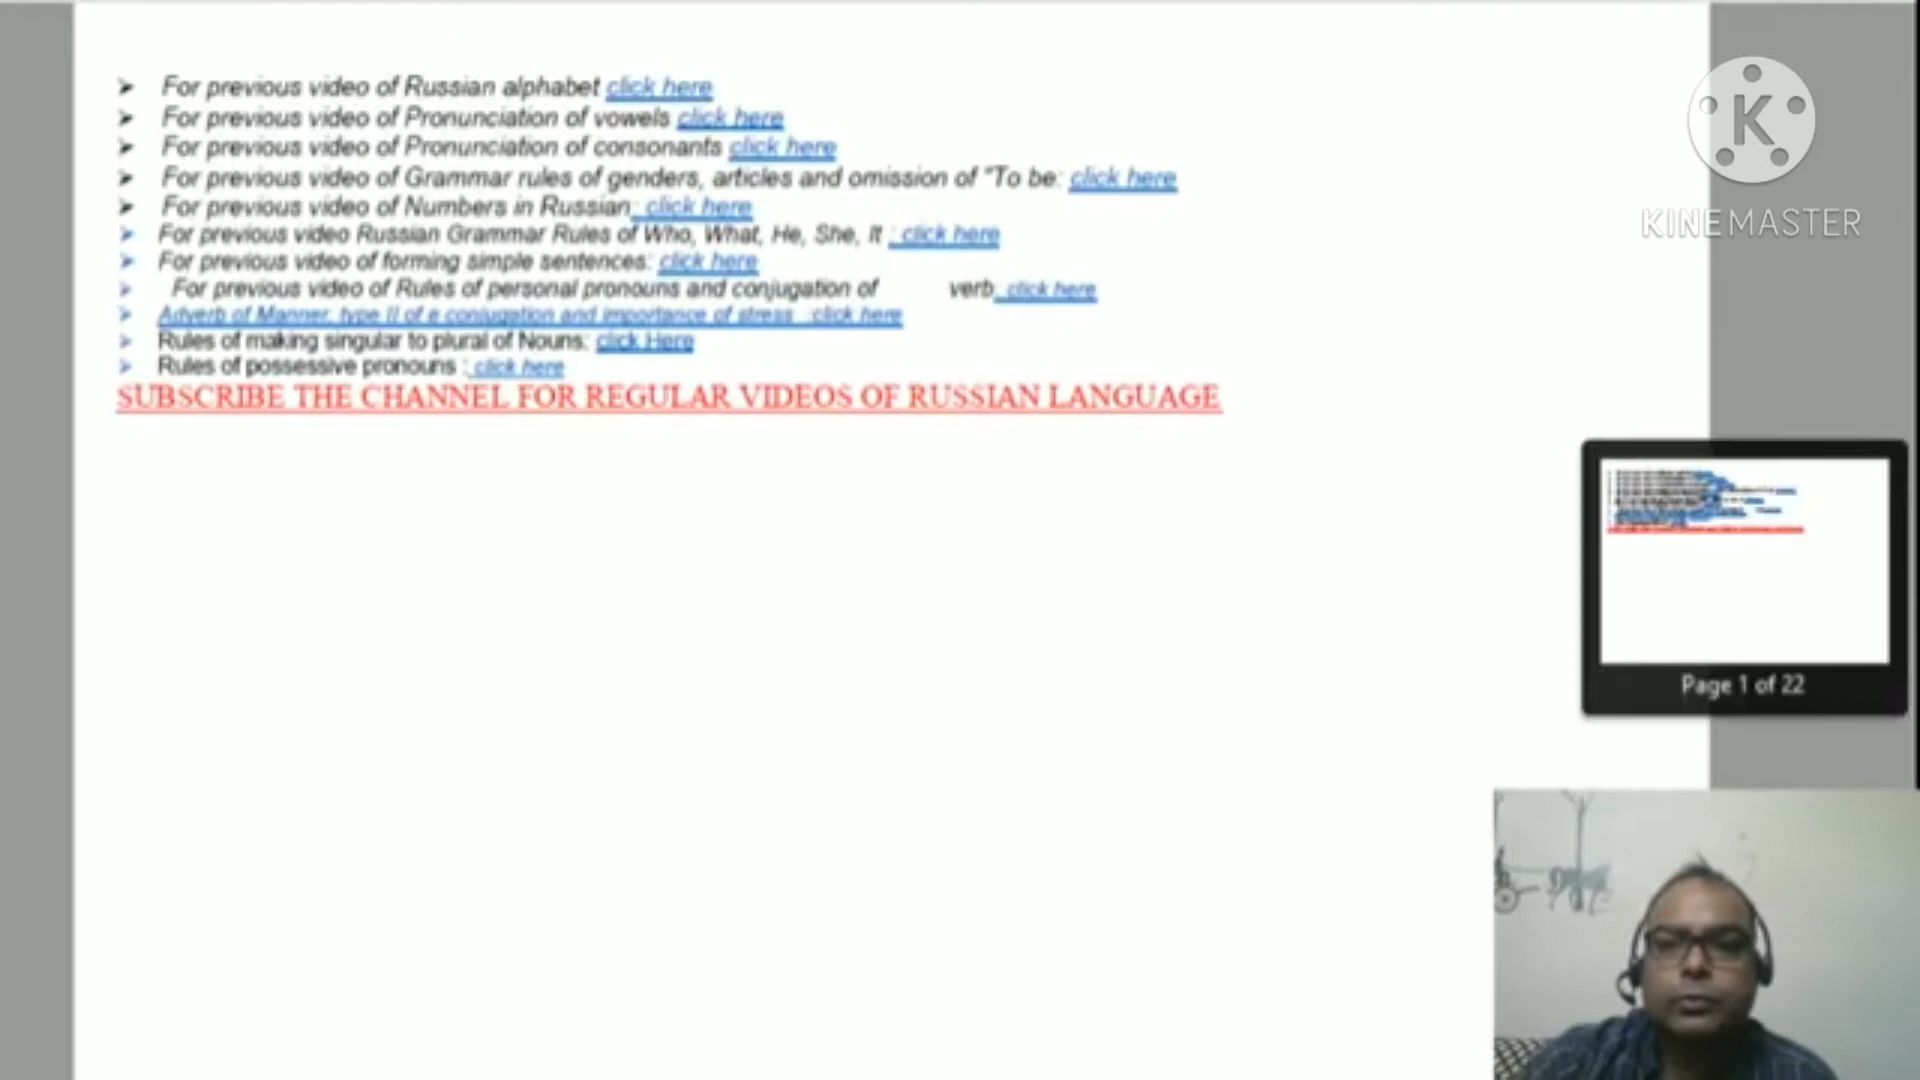 For previous video of Russian alphabet click here
For previous video of Pronunciation of vowels click here
For previous video of Pronunciation of consonants click here
For previous video of Grammar rules of genders, articles and omission of "To be: click here
For previous video of Numbers in Russian: click here
For previous video Russian Grammar Rules of Who, What, He, She, It : click here
For previous video of forming simple sentences: click here
For previous video of Rules of personal pronouns and conjugation of verb: click here
Adverb of Manner, type II of e conjugation and importance of stress :click here
Rules of making singular to plural of Nouns: click Here
Rules of possessive pronouns : click here
SUBSCRIBE THE CHANNEL FOR REGULAR VIDEOS OF RUSSIAN LANGUAGE
K
KINEMASTER
Page 1 of 22